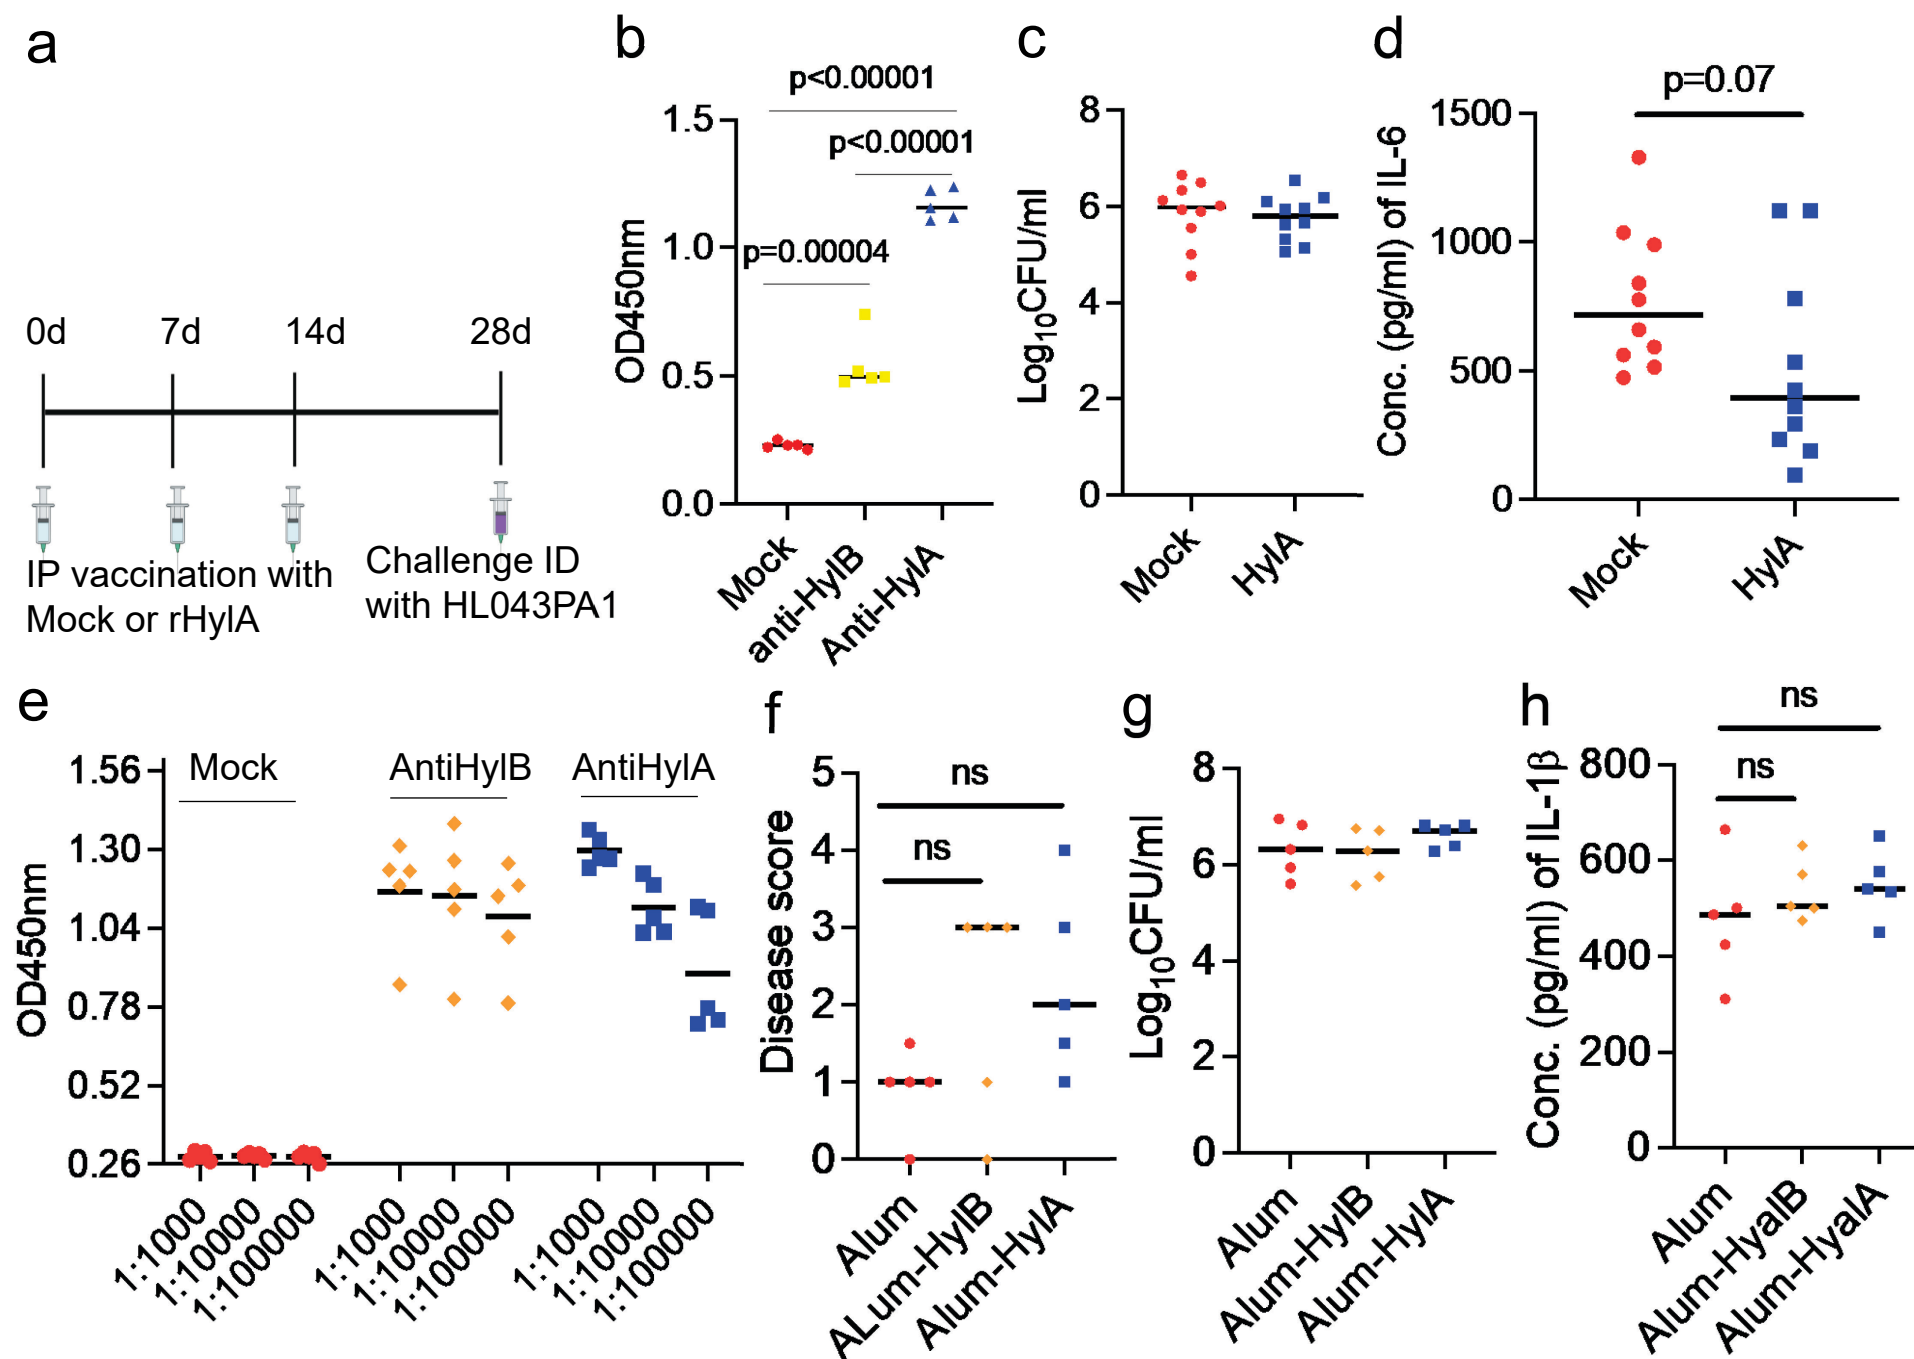 a
0d 7d 14d 28d
IP vaccination with
Mock or rHylA
Challenge ID
with HL043PA1
b
p<0.00001
p<0.00001
p=0.00004
OD450nm
1.5
1.0
0.5
0.0
Mock
anti-HylB
Anti-HylA
c
Log10CFU/ml
8
6
4
2
0
Mock
HylA
d
p=0.07
Conc. (pg/ml) of IL-6
1500
1000
500
0
Mock
HylA
e
Mock AntiHylB AntiHylA
OD450nm
1.56
1.30
1.04
0.78
0.52
0.26
1:1000
1:10000
1:100000
1:1000
1:10000
1:100000
1:1000
1:10000
1:100000
f
ns
ns
Disease score
5
4
3
2
1
0
Alum
ALum-HylB
Alum-HylA
g
Log10CFU/ml
8
6
4
2
0
Alum
Alum-HylB
Alum-HylA
h
ns
ns
Conc. (pg/ml) of IL-1β
800
600
400
200
0
Alum
Alum-HyalB
Alum-HyalA